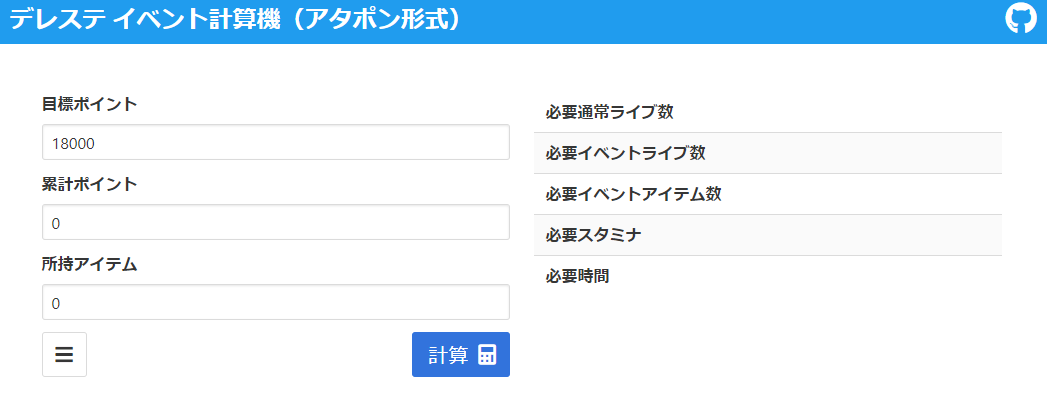 デレステ イベント計算機（アタポン形式）
目標ポイント
18000
累計ポイント
0
所持アイテム
0
計算
必要通常ライブ数
必要イベントライブ数
必要イベントアイテム数
必要スタミナ
必要時間